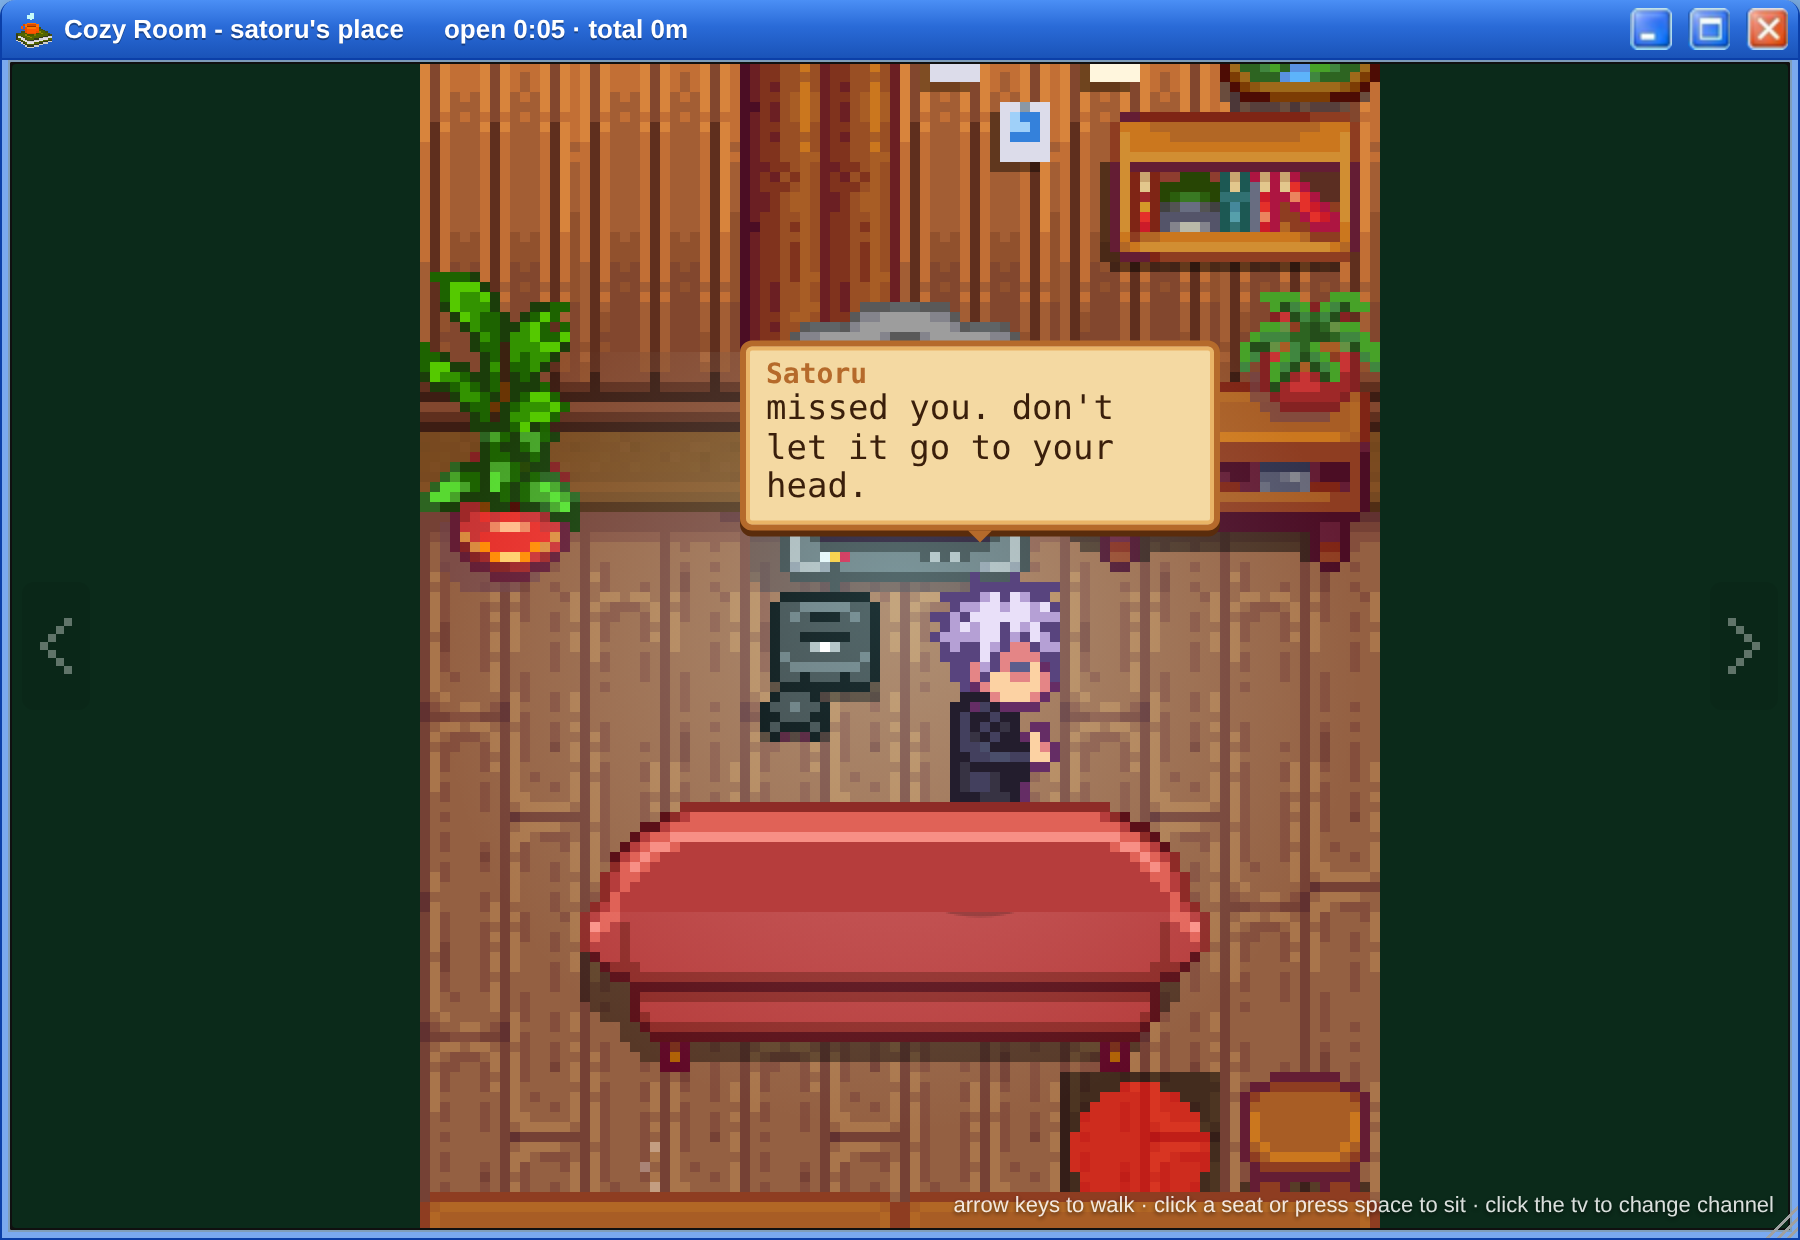 Cozy Room - satoru's place open 0:05 · total 0m
Satoru
missed you. don't
let it go to your
head.
arrow keys to walk · click a seat or press space to sit · click the tv to change channel